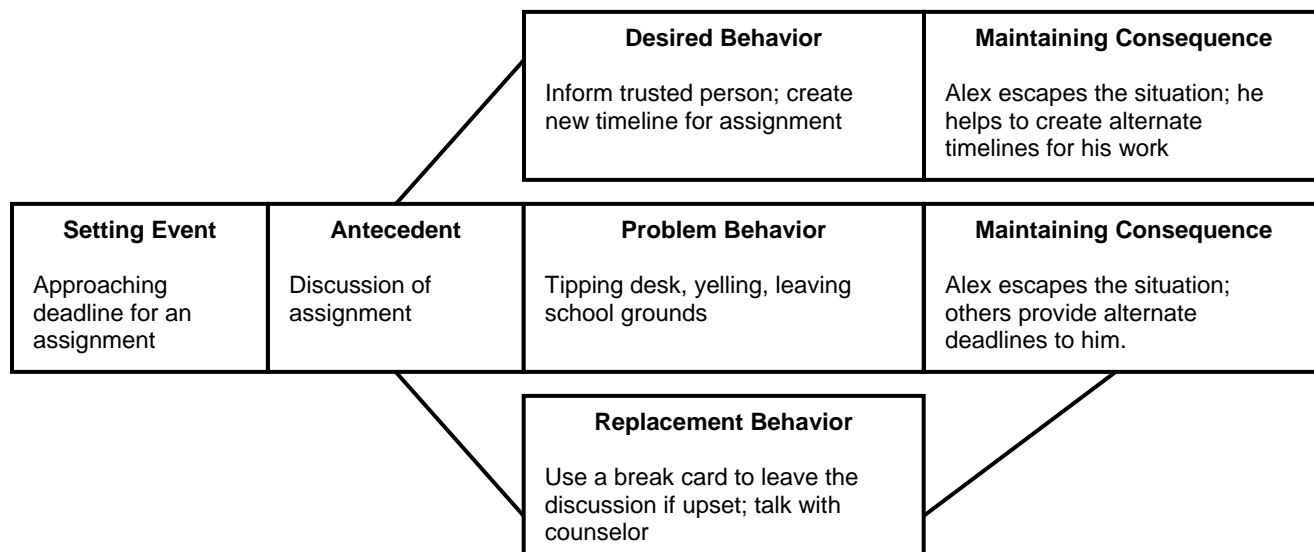 Desired Behavior
Inform trusted person; create
new timeline for assignment
Maintaining Consequence
Alex escapes the situation; he
helps to create alternate
timelines for his work
Setting Event
Approaching
deadline for an
assignment
Antecedent
Discussion of
assignment
Problem Behavior
Tipping desk, yelling, leaving
school grounds
Maintaining Consequence
Alex escapes the situation;
others provide alternate
deadlines to him.
Replacement Behavior
Use a break card to leave the
discussion if upset; talk with
counselor